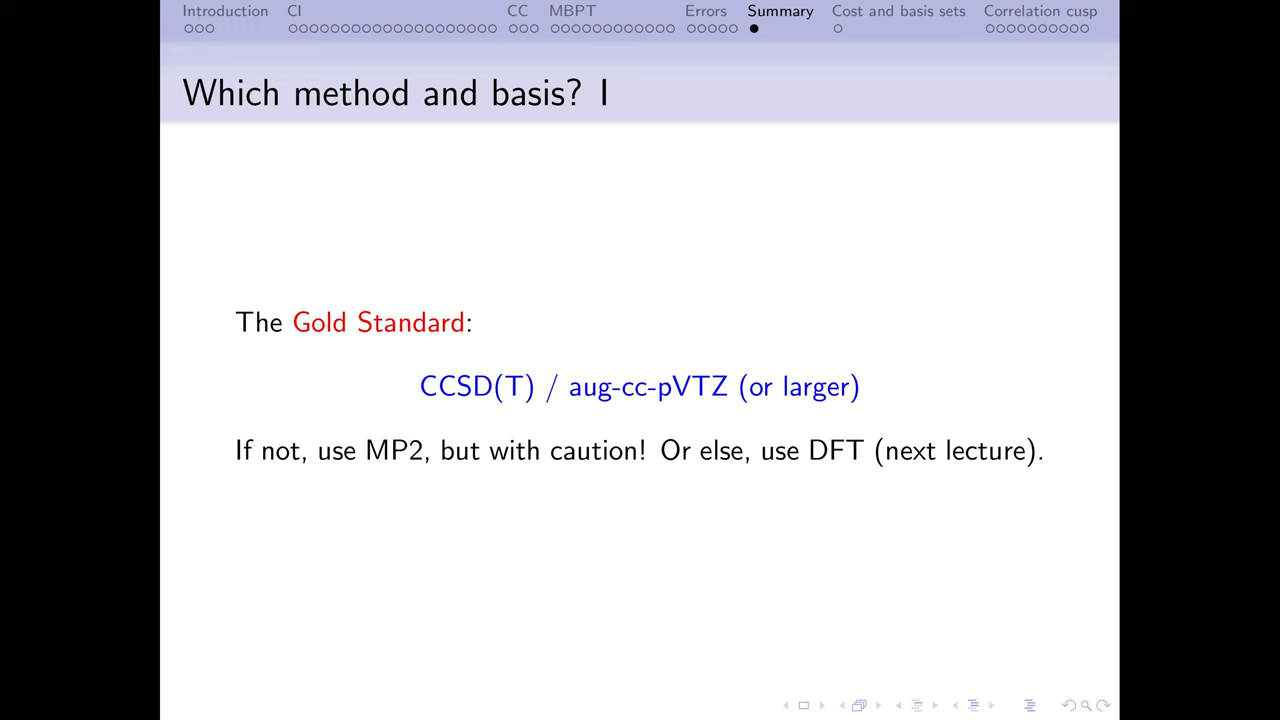 Introduction CI CC MBPT Errors Summary Cost and basis sets Correlation cusp
Which method and basis? I
The Gold Standard:
CCSD(T) / aug-cc-pVTZ (or larger)
If not, use MP2, but with caution! Or else, use DFT (next lecture).